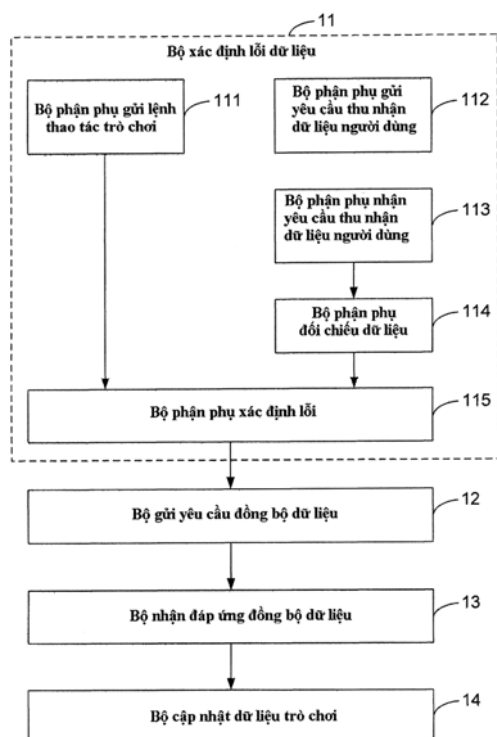 11
Bộ xác định lỗi dữ liệu
Bộ phận phụ gửi lệnh
thao tác trò chơi
111
Bộ phận phụ gửi
yêu cầu thu nhận
dữ liệu người dùng
112
Bộ phận phụ nhận
yêu cầu thu nhận
dữ liệu người dùng
113
Bộ phận phụ
đối chiếu dữ liệu
114
Bộ phận phụ xác định lỗi
115
Bộ gửi yêu cầu đồng bộ dữ liệu
12
Bộ nhận đáp ứng đồng bộ dữ liệu
13
Bộ cập nhật dữ liệu trò chơi
14